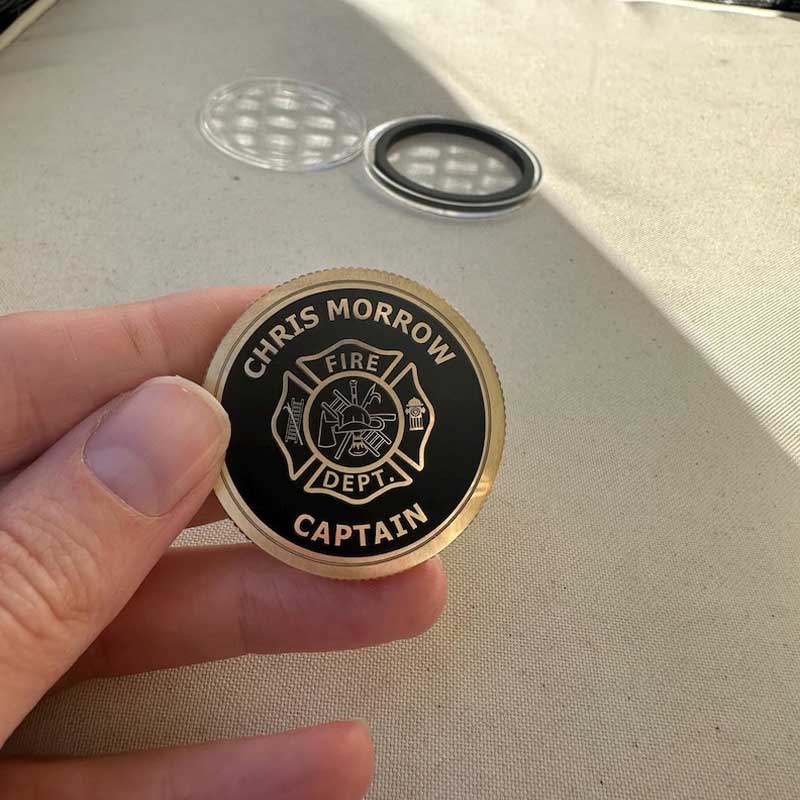 CHRIS MORROW
FIRE
DEPT.
CAPTAIN